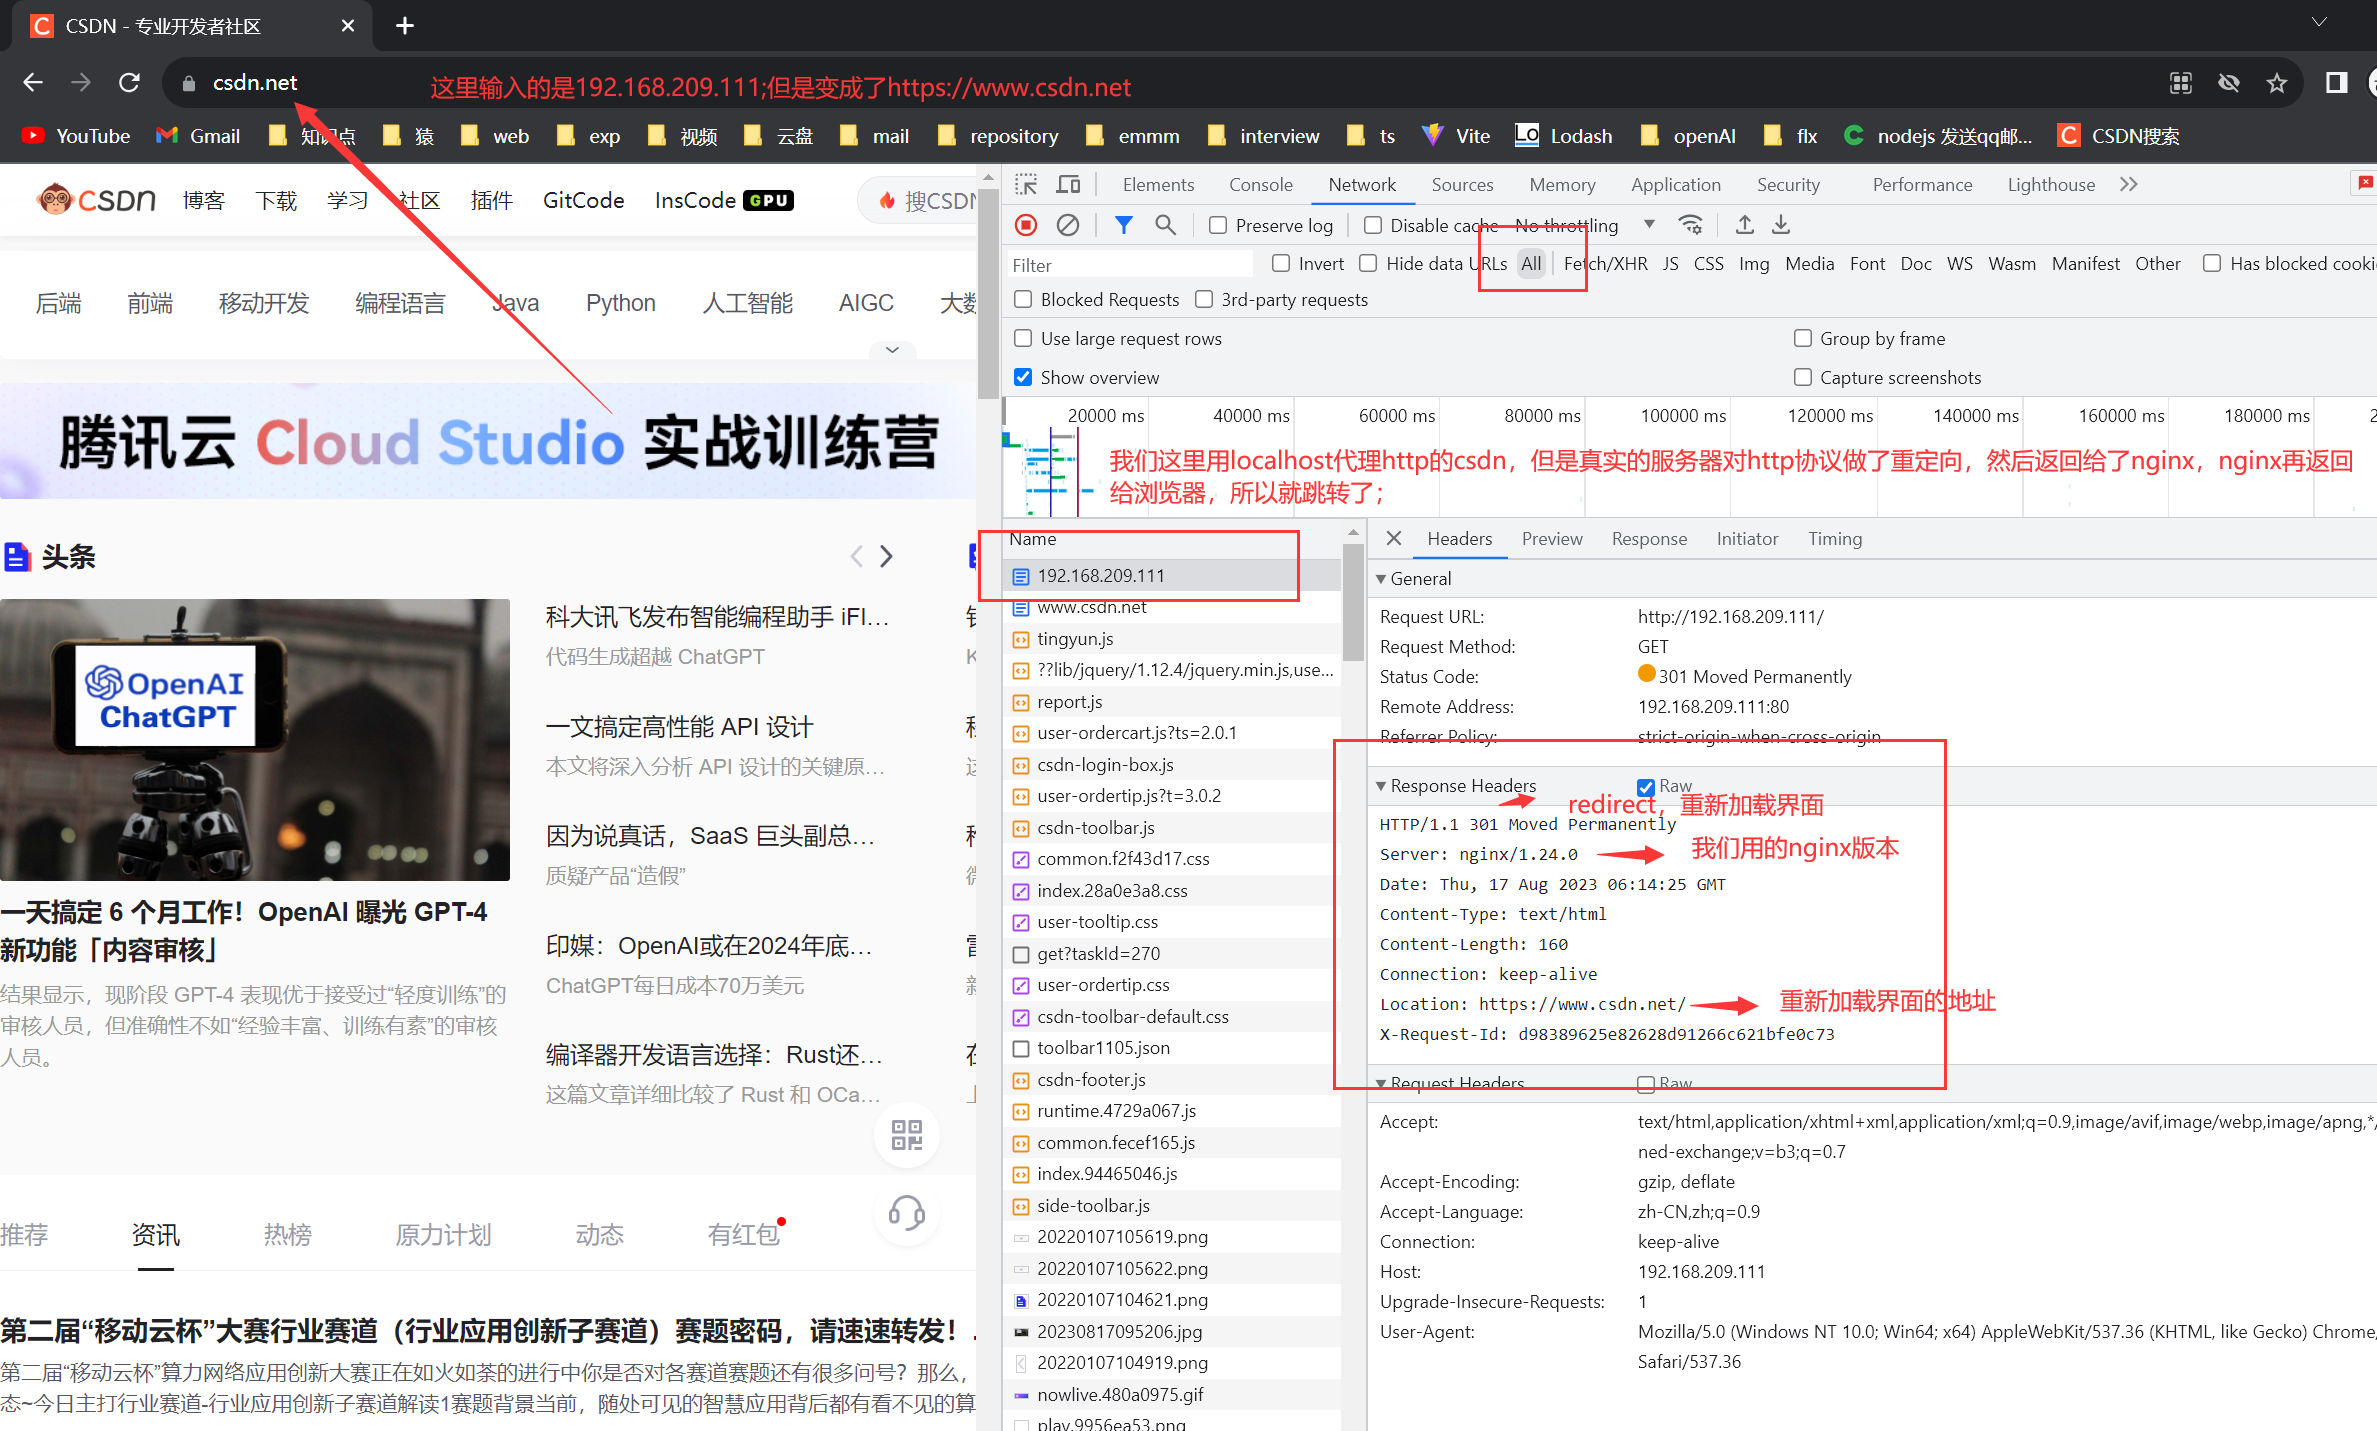 CSDN - 专业开发者社区
csdn.net
这里输入的是192.168.209.111;但是变成了https://www.csdn.net
YouTube Gmail 知识点 猿 web exp 视频 云盘 mail repository emmm interview ts Vite Lodash openAI flx nodejs 发送qq邮... CSDN搜索
CSDN 博客 下载 学习 社区 插件 GitCode InsCode GPU 搜CSDN
后端 前端 移动开发 编程语言 Java Python 人工智能 AIGC 大数
腾讯云 Cloud Studio 实战训练营
头条
OpenAI
ChatGPT
一天搞定 6 个月工作！OpenAI 曝光 GPT-4
新功能「内容审核」
结果显示，现阶段 GPT-4 表现优于接受过“轻度训练”的
审核人员，但准确性不如“经验丰富、训练有素”的审核
人员。
科大讯飞发布智能编程助手 iFl...
代码生成超越 ChatGPT
一文搞定高性能 API 设计
本文将深入分析 API 设计的关键原...
因为说真话，SaaS 巨头副总...
质疑产品“造假”
印媒：OpenAI或在2024年底...
ChatGPT每日成本70万美元
编译器开发语言选择：Rust还...
这篇文章详细比较了 Rust 和 OCa...
推荐 资讯 热榜 原力计划 动态 有红包
第二届“移动云杯”大赛行业赛道（行业应用创新子赛道）赛题密码，请速速转发！.
第二届“移动云杯”算力网络应用创新大赛正在如火如荼的进行中你是否对各赛道赛题还有很多问号？那么，
态~今日主打行业赛道-行业应用创新子赛道解读1赛题背景当前，随处可见的智慧应用背后都有看不见的算
Elements Console Network Sources Memory Application Security Performance Lighthouse
Preserve log Disable cache No throttling
Filter Invert Hide data URLs All Fetch/XHR JS CSS Img Media Font Doc WS Wasm Manifest Other Has blocked cooki
Blocked Requests 3rd-party requests
Use large request rows Group by frame
Show overview Capture screenshots
20000 ms 40000 ms 60000 ms 80000 ms 100000 ms 120000 ms 140000 ms 160000 ms 180000 ms 2
我们这里用localhost代理http的csdn，但是真实的服务器对http协议做了重定向，然后返回给了nginx，nginx再返回
给浏览器，所以就跳转了；
Name
192.168.209.111
www.csdn.net
tingyun.js
??lib/jquery/1.12.4/jquery.min.js,use...
report.js
user-ordercart.js?ts=2.0.1
csdn-login-box.js
user-ordertip.js?t=3.0.2
csdn-toolbar.js
common.f2f43d17.css
index.28a0e3a8.css
user-tooltip.css
get?taskId=270
user-ordertip.css
csdn-toolbar-default.css
toolbar1105.json
csdn-footer.js
runtime.4729a067.js
common.fecef165.js
index.94465046.js
side-toolbar.js
20220107105619.png
20220107105622.png
20220107104621.png
20230817095206.jpg
20220107104919.png
nowlive.480a0975.gif
play.9956ea53.png
Headers Preview Response Initiator Timing
General
Request URL: http://192.168.209.111/
Request Method: GET
Status Code: 301 Moved Permanently
Remote Address: 192.168.209.111:80
Referrer Policy: strict-origin-when-cross-origin
Response Headers Raw
redirect，重新加载界面
HTTP/1.1 301 Moved Permanently
Server: nginx/1.24.0 我们用的nginx版本
Date: Thu, 17 Aug 2023 06:14:25 GMT
Content-Type: text/html
Content-Length: 160
Connection: keep-alive
Location: https://www.csdn.net/ 重新加载界面的地址
X-Request-Id: d98389625e82628d91266c621bfe0c73
Request Headers Raw
Accept: text/html,application/xhtml+xml,application/xml;q=0.9,image/avif,image/webp,image/apng,*/
ned-exchange;v=b3;q=0.7
Accept-Encoding: gzip, deflate
Accept-Language: zh-CN,zh;q=0.9
Connection: keep-alive
Host: 192.168.209.111
Upgrade-Insecure-Requests: 1
User-Agent: Mozilla/5.0 (Windows NT 10.0; Win64; x64) AppleWebKit/537.36 (KHTML, like Gecko) Chrome,
Safari/537.36